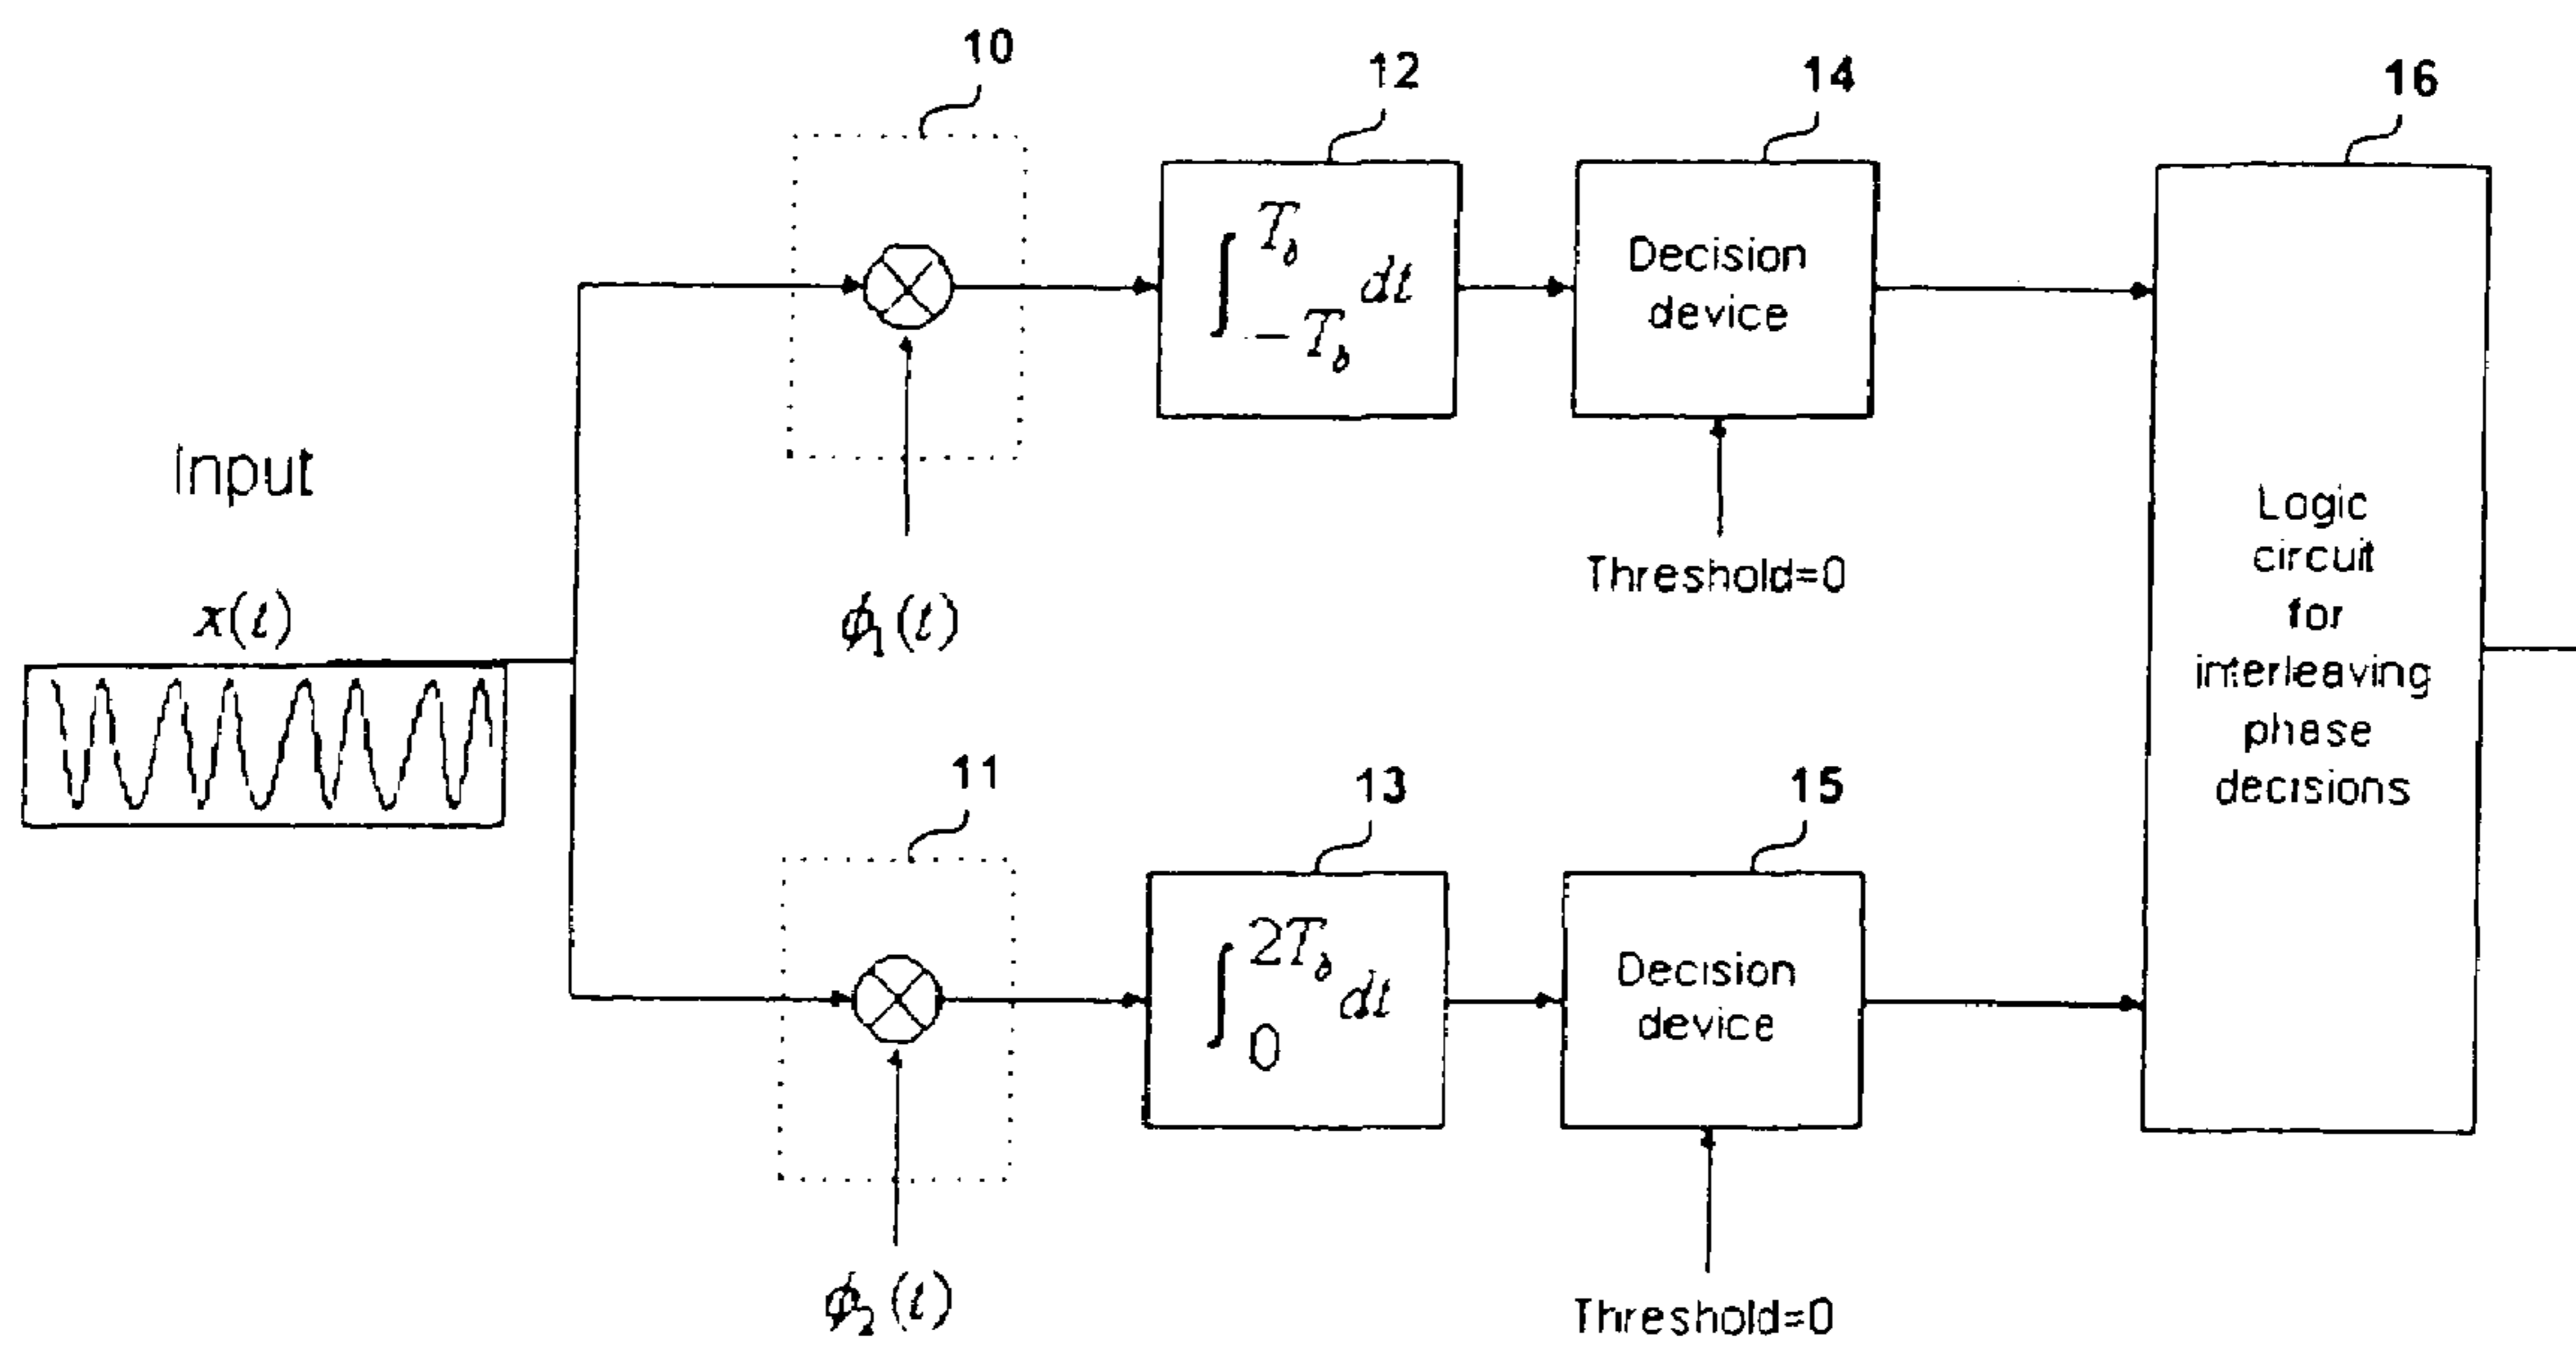 10
12
14
16
∫_{-T_b}^{T_b} dt
Decision
device
Input
Threshold=0
x(t)
ϕ₁(t)
Logic
circuit
for
interleaving
phase
decisions
11
13
15
∫_0^{2T_b} dt
Decision
device
ϕ₂(t)
Threshold=0